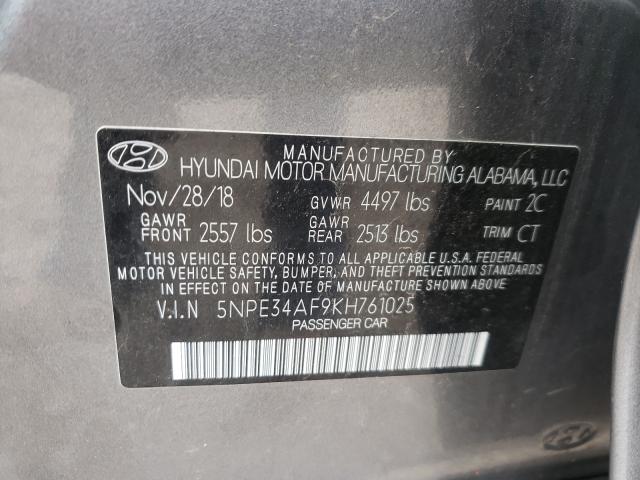 MANUFACTURED BY
HYUNDAI MOTOR MANUFACTURING ALABAMA, LLC
Nov/28/18 GVWR 4497 lbs PAINT 2C
GAWR FRONT 2557 lbs GAWR REAR 2513 lbs TRIM CT
THIS VEHICLE CONFORMS TO ALL APPLICABLE U.S.A. FEDERAL
MOTOR VEHICLE SAFETY, BUMPER, AND THEFT PREVENTION
STANDARDS IN EFFECT ON THE DATE OF MANUFACTURE SHOWN ABOVE.
V.I.N 5NPE34AF9KH761025
PASSENGER CAR